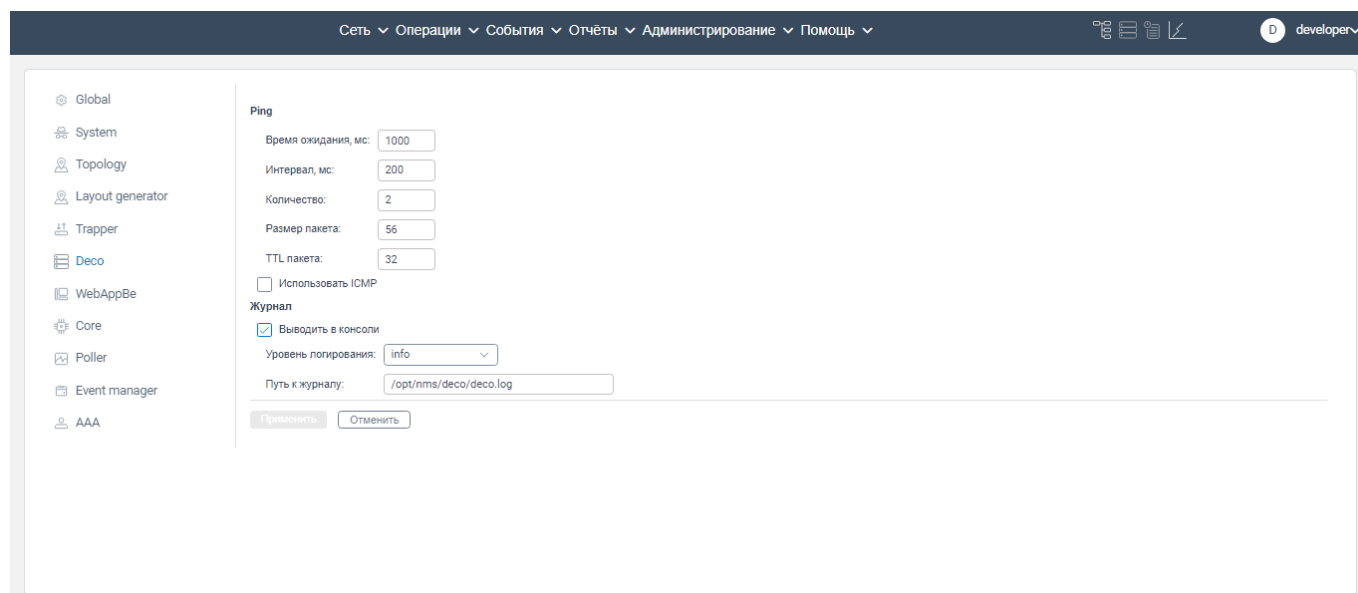 Сеть Операции События Отчёты Администрирование Помощь D developer
Global
System
Topology
Layout generator
Trapper
Deco
WebAppBe
Core
Poller
Event manager
AAA
Ping
Время ожидания, мс: 1000
Интервал, мс: 200
Количество: 2
Размер пакета: 56
TTL пакета: 32
Использовать ICMP
Журнал
Выводить в консоли
Уровень логирования: info
Путь к журналу: /opt/nms/deco/deco.log
Применить Отменить